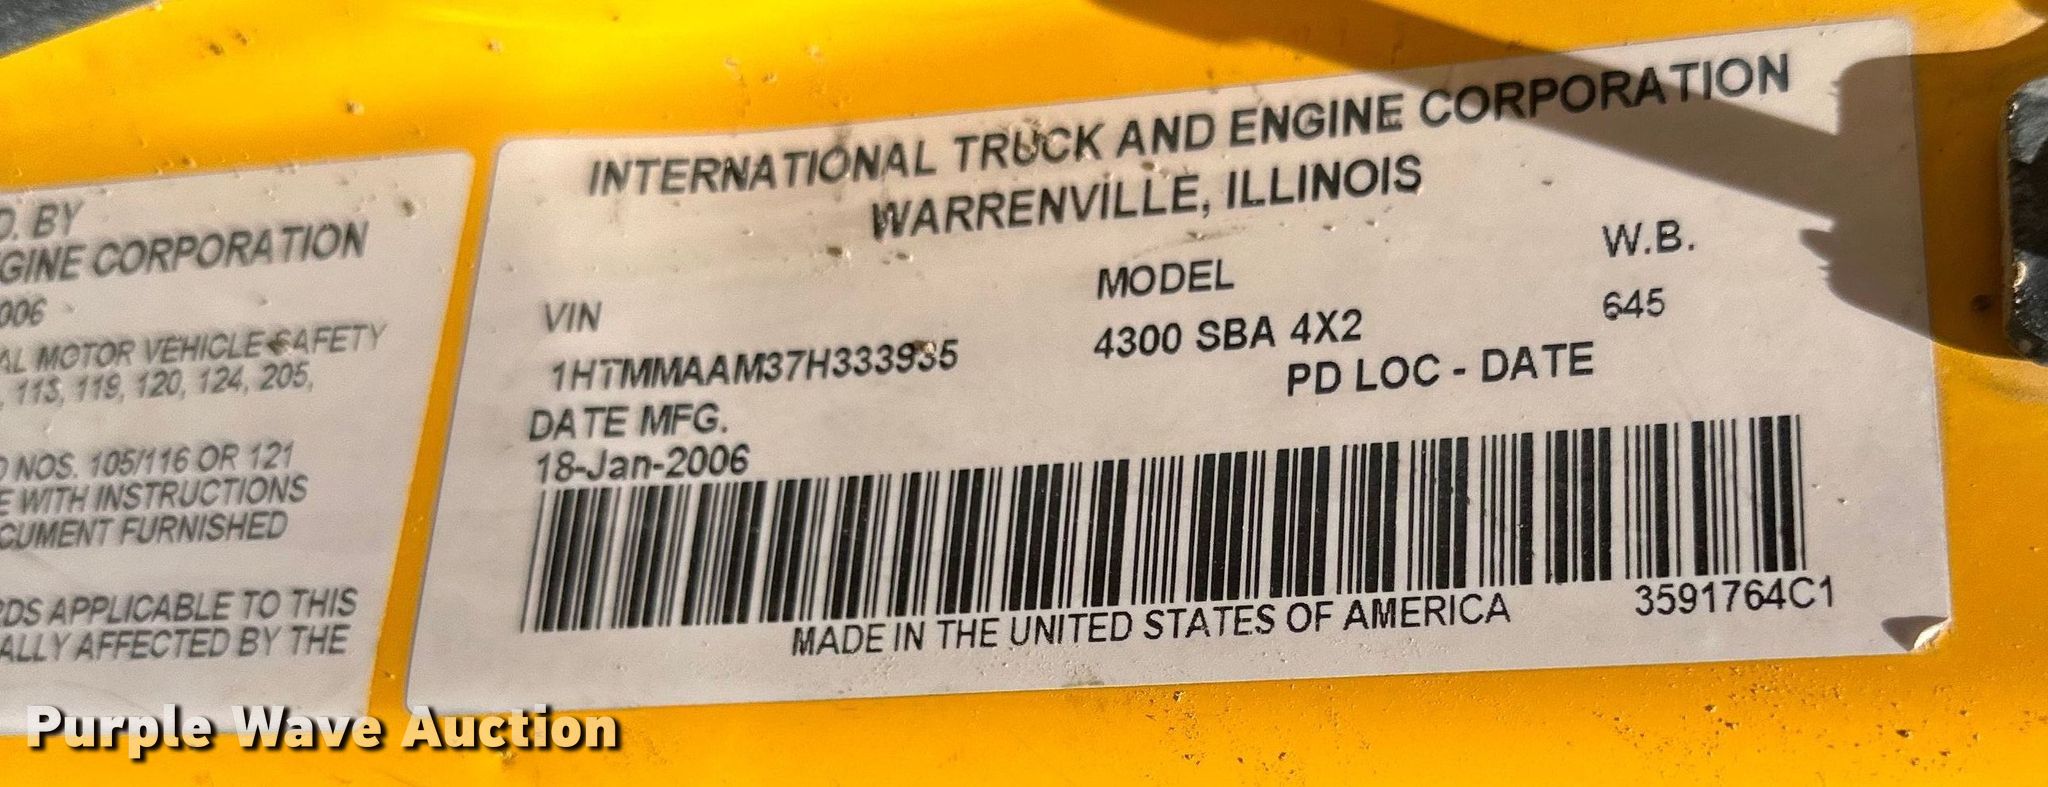 D. BY
GINE CORPORATION
006
AL MOTOR VEHICLE SAFETY
, 113, 119, 120, 124, 205,
NOS. 105/116 OR 121
E WITH INSTRUCTIONS
CUMENT FURNISHED
RDS APPLICABLE TO THIS
ALLY AFFECTED BY THE
INTERNATIONAL TRUCK AND ENGINE CORPORATION
WARRENVILLE, ILLINOIS
VIN MODEL W.B.
1HTMMAAM37H333935 4300 SBA 4X2 645
DATE MFG. PD LOC - DATE
18-Jan-2006
3591764C1
MADE IN THE UNITED STATES OF AMERICA
Purple Wave Auction